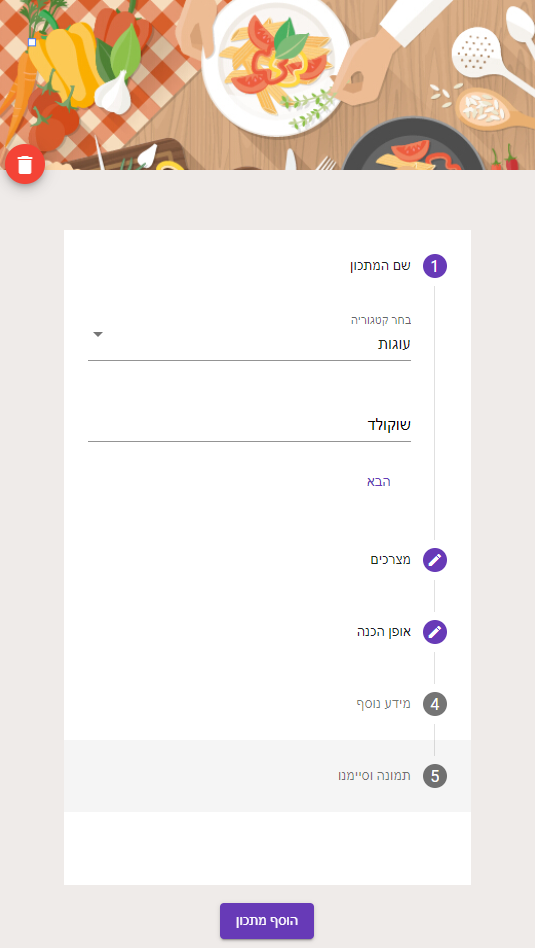 1 שם המתכון
בחר קטגוריה
עוגות
שוקולד
הבא
מצרכים
אופן הכנה
4 מידע נוסף
5 תמונה וסיימנו
הוסף מתכון